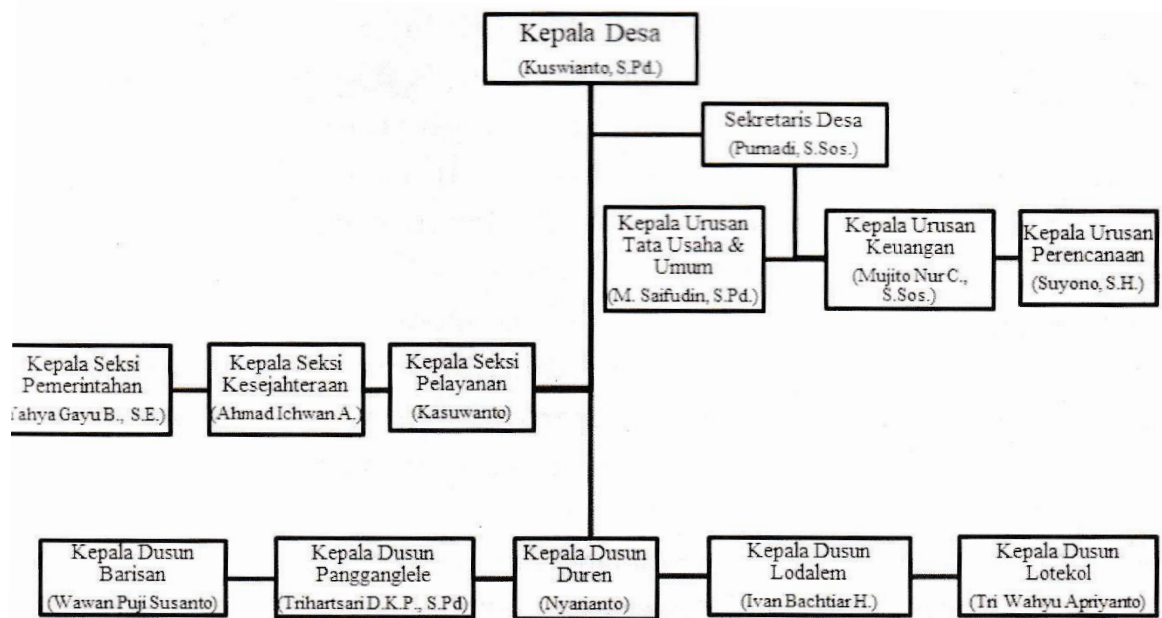 Kepala Desa
(Kuswianto, S.Pd.)
Sekretaris Desa
(Purnadi, S.Sos.)
Kepala Urusan
Tata Usaha &
Umum
(M. Saifudin, S.Pd.)
Kepala Urusan
Keuangan
(Mujito Nur C.,
S.Sos.)
Kepala Urusan
Perencanaan
(Suyono, S.H.)
Kepala Seksi
Pemerintahan
Gayu B., S.E.)
Kepala Seksi
Kesejahteraan
(Ahmad Ichwan A.)
Kepala Seksi
Pelayanan
(Kasuwanto)
Kepala Dusun
Barisan
(Wawan Puji Susanto)
Kepala Dusun
Pangganglele
(Trihartsari D.K.P., S.Pd)
Kepala Dusun
Duren
(Nyarianto)
Kepala Dusun
Lodalem
(Ivan Bachtiar H.)
Kepala Dusun
Lotekol
(Tri Wahyu Apriyanto)